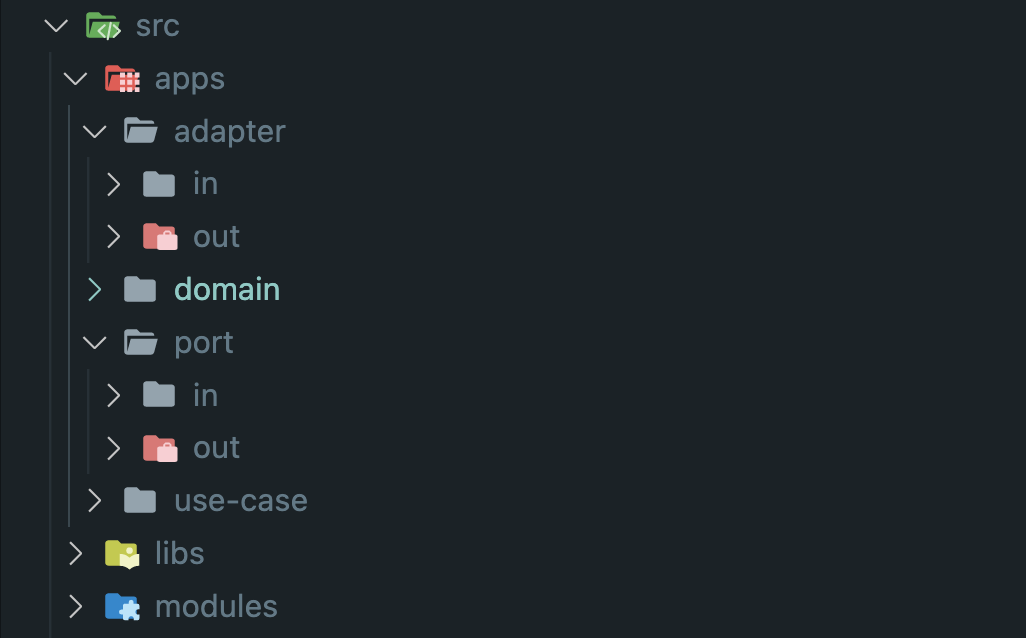 src
apps
adapter
in
out
domain
port
in
out
use-case
libs
modules